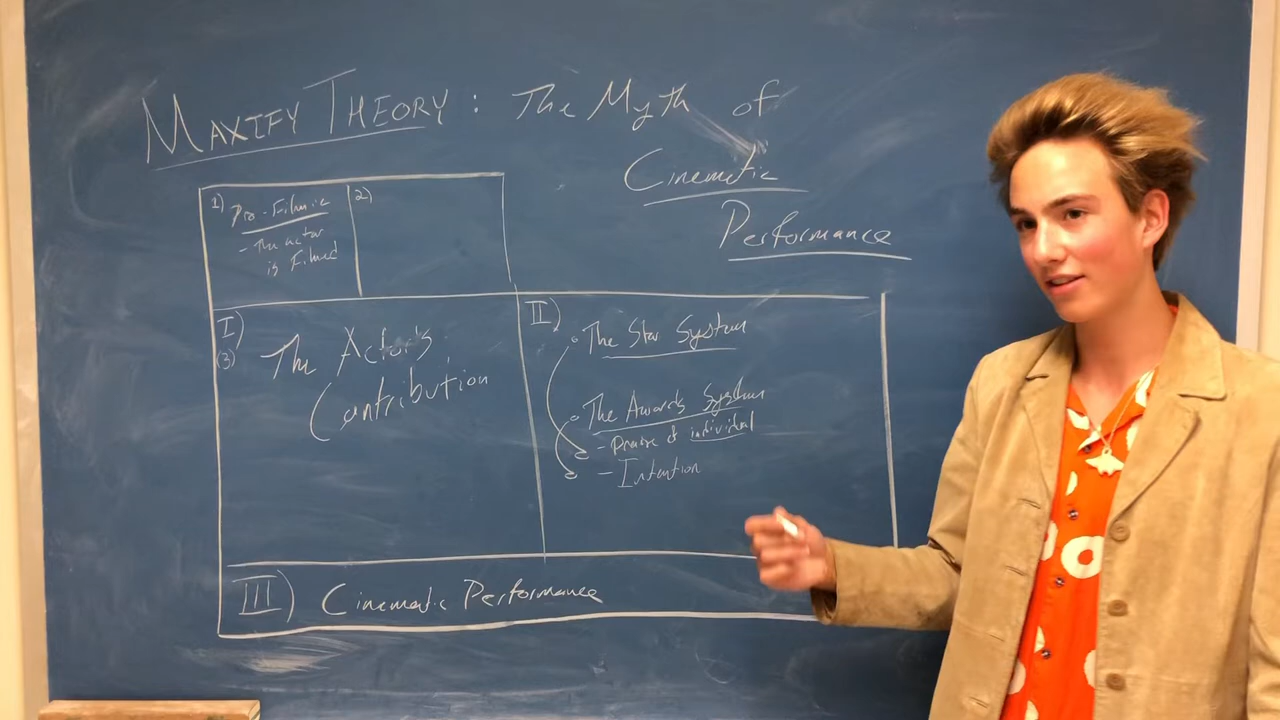 MAXIFY THEORY: The Myth of
Cinematic
Performance
1) Pro-Filmic
- The actor
is Filmed
2)
I)
(3)
The Actor's
Contribution
II)
The Star System
The Awards System
- praise of individual
- Intention
III) Cinematic Performance